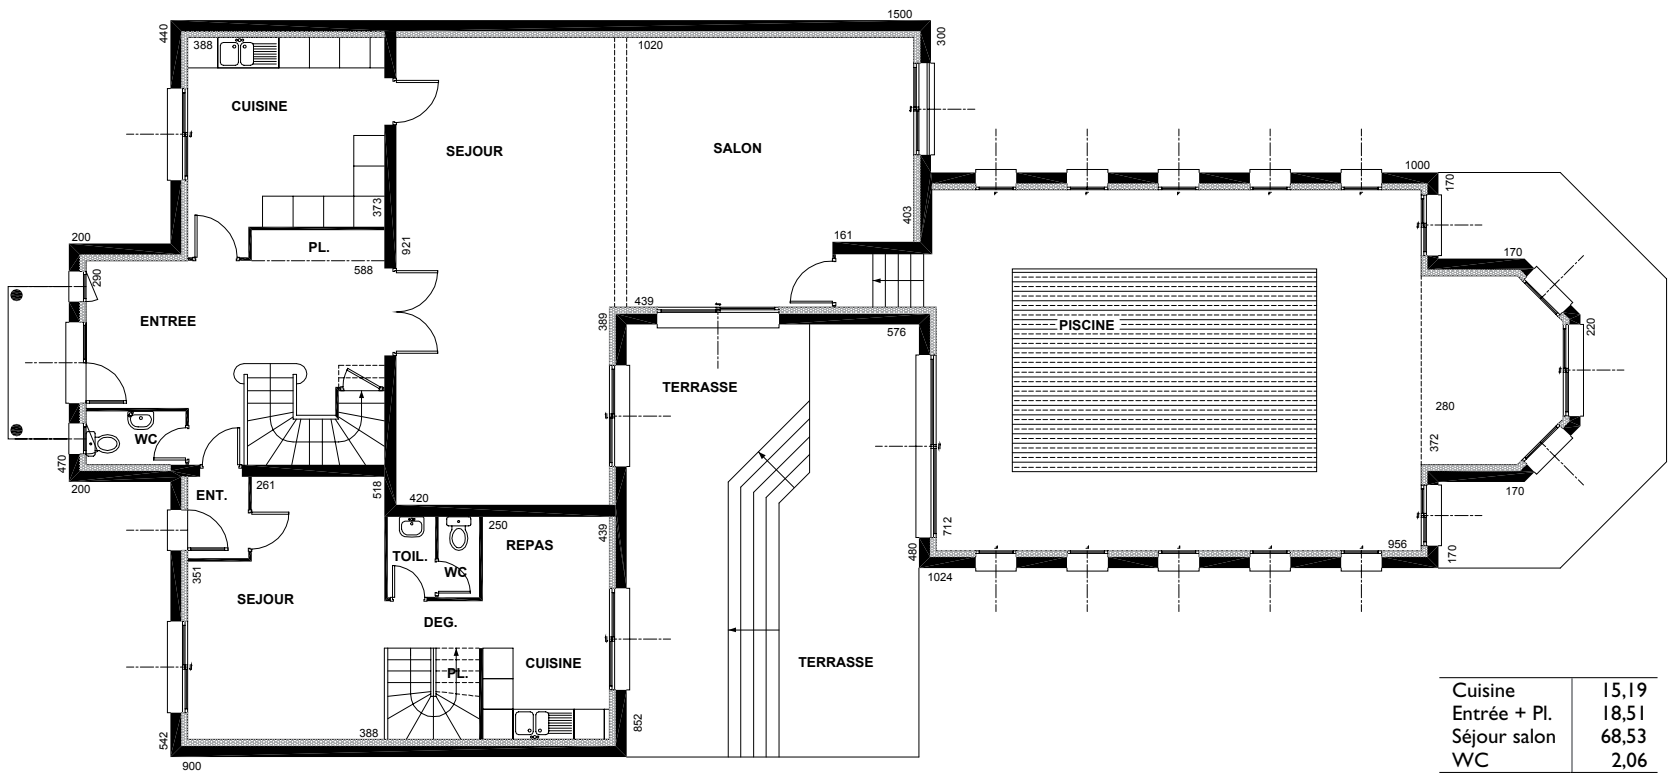 1500
440
388
1020
300
CUISINE
SEJOUR
SALON
1000
170
373
403
200
PL.
921
161
170
290
588
439
ENTREE
389
576
PISCINE
220
TERRASSE
280
WC
372
470
200
ENT.
261
518
420
250
439
REPAS
712
170
TOIL.
WC
480
956
170
351
1024
SEJOUR
DEG.
PL.
CUISINE
TERRASSE
542
388
852
900
Cuisine 15,19
Entrée + Pl. 18,51
Séjour salon 68,53
WC 2,06